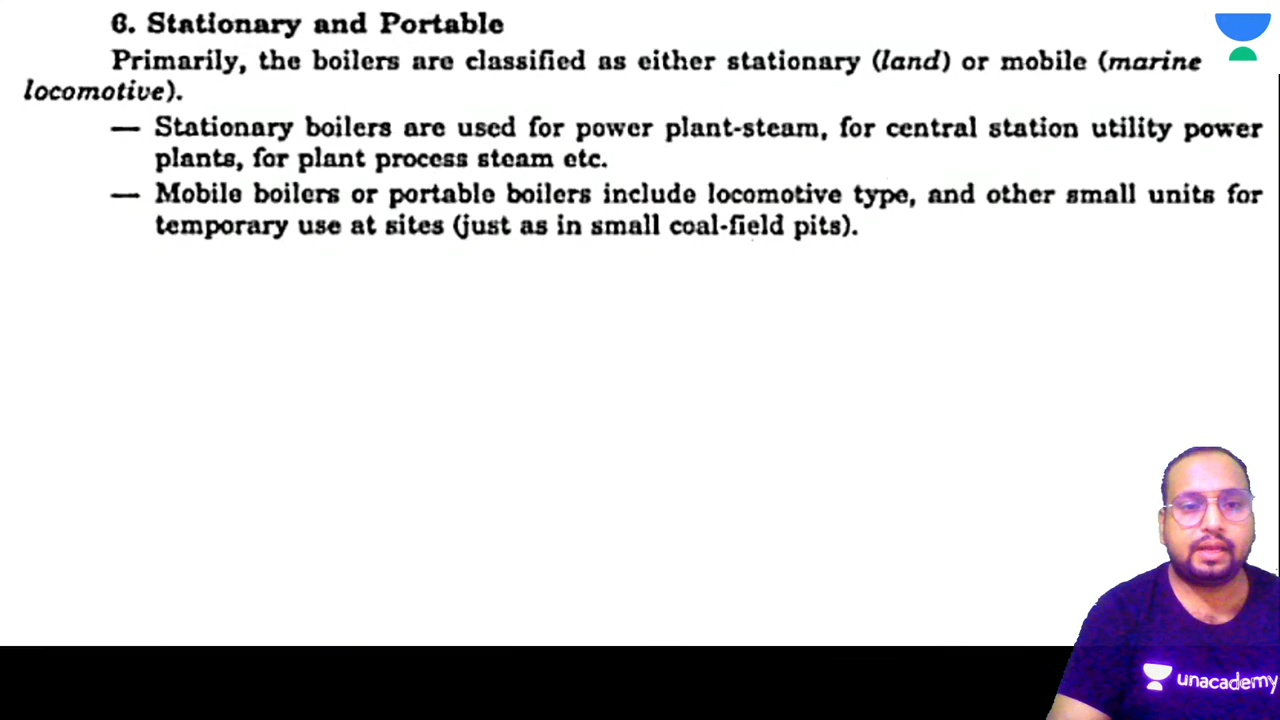 6. Stationary and Portable
Primarily, the boilers are classified as either stationary (land) or mobile (marine
locomotive).
— Stationary boilers are used for power plant-steam, for central station utility power
plants, for plant process steam etc.
— Mobile boilers or portable boilers include locomotive type, and other small units for
temporary use at sites (just as in small coal-field pits).
unacademy